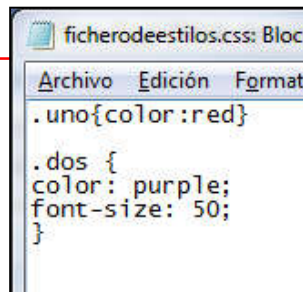 ficherodeestilos.css: Bloc
Archivo Edición Format
.uno{color:red}
.dos {
color: purple;
font-size: 50;
}